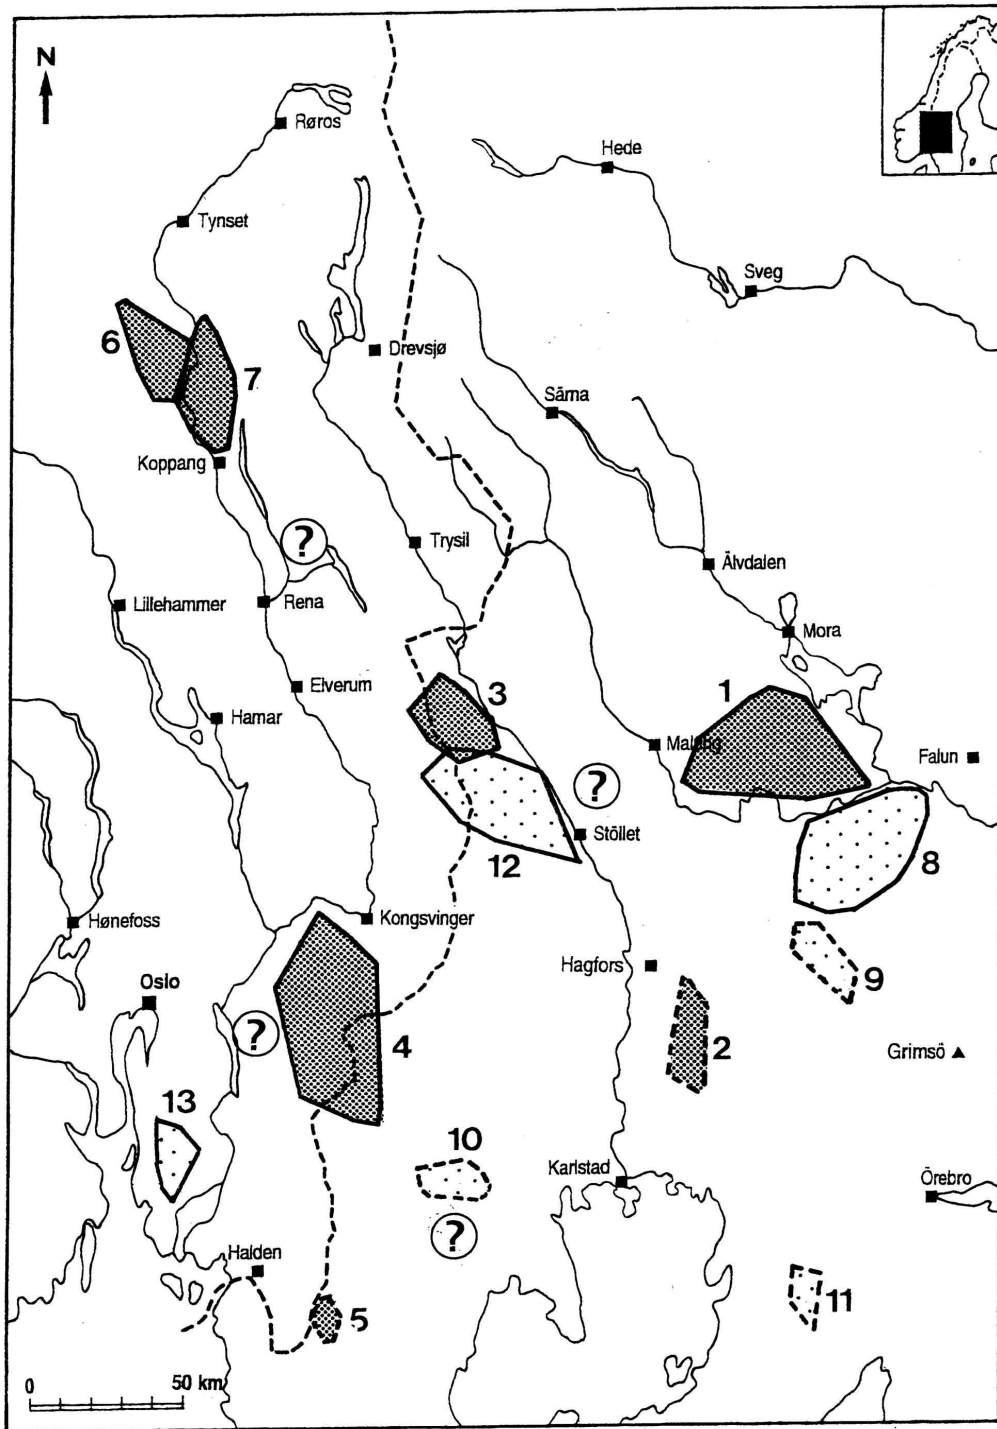 N
Røros
Hede
Tynset
Sveg
6
7
Drevsjø
Särna
Koppang
?
Trysil
Älvdalen
Lillehammer
Rena
Mora
Elverum
3
1
Hamar
Malung
Falun
?
Stöllet
12
8
Hønefoss
Kongsvinger
Hagfors
9
Oslo
?
4
2
Grimsö
13
10
Karlstad
Örebro
?
Halden
5
11
0
50 km